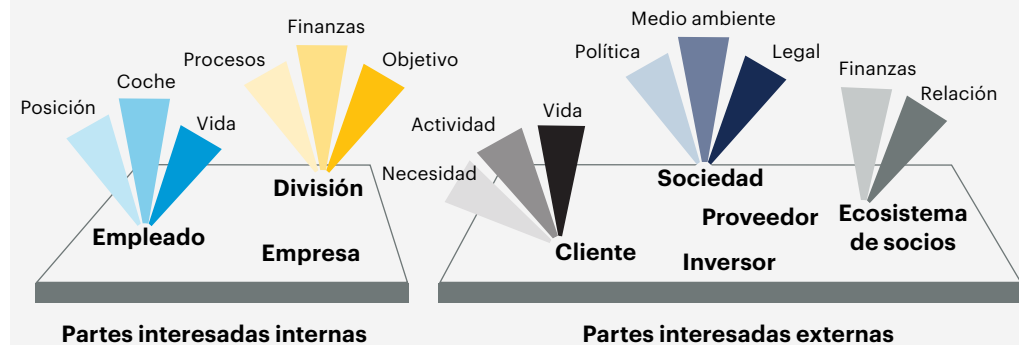 Finanzas
Procesos
Objetivo
Coche
Posición
Vida
División
Empleado
Empresa
Partes interesadas internas
Medio ambiente
Política
Legal
Finanzas
Relación
Vida
Actividad
Necesidad
Sociedad
Proveedor
Ecosistema
de socios
Cliente
Inversor
Partes interesadas externas